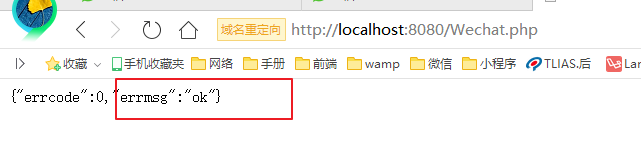 域名重定向 http://localhost:8080/Wechat.php
收藏 手机收藏夹 网络 手册 前端 wamp 微信 小程序 TLIAS.后 Lar
{"errcode":0,"errmsg":"ok"}